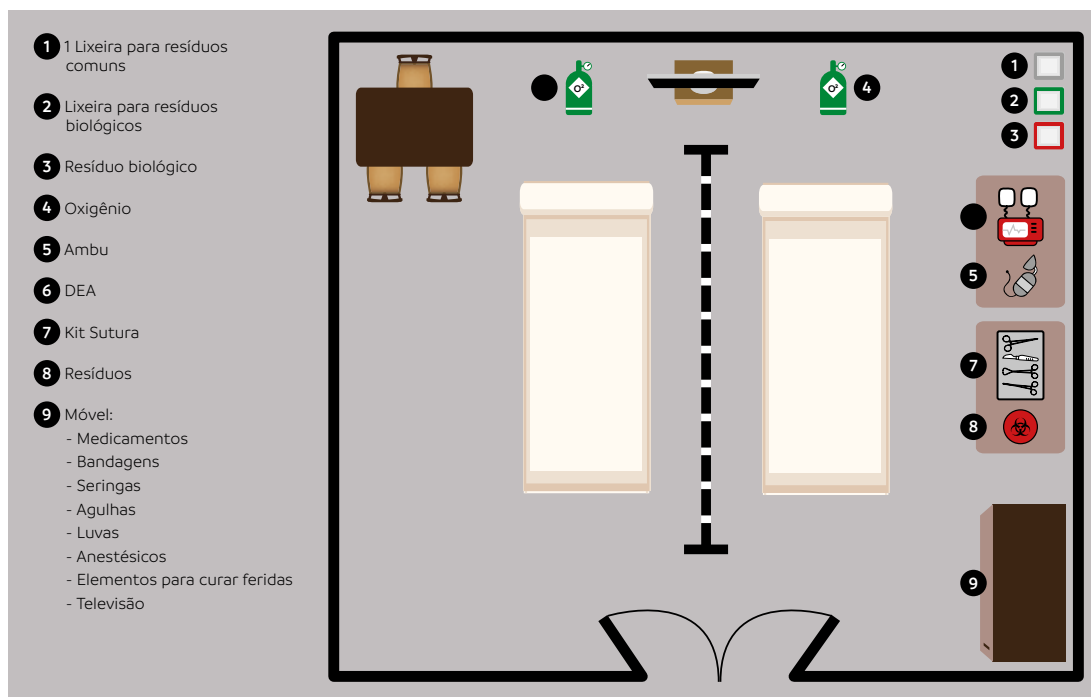 1 1 Lixeira para resíduos
comuns
2 Lixeira para resíduos
biológicos
3 Resíduo biológico
4 Oxigênio
5 Ambu
6 DEA
7 Kit Sutura
8 Resíduos
9 Móvel:
- Medicamentos
- Bandagens
- Seringas
- Agulhas
- Luvas
- Anestésicos
- Elementos para curar feridas
- Televisão
O² O² 4
1
2
3
5
7
8
9